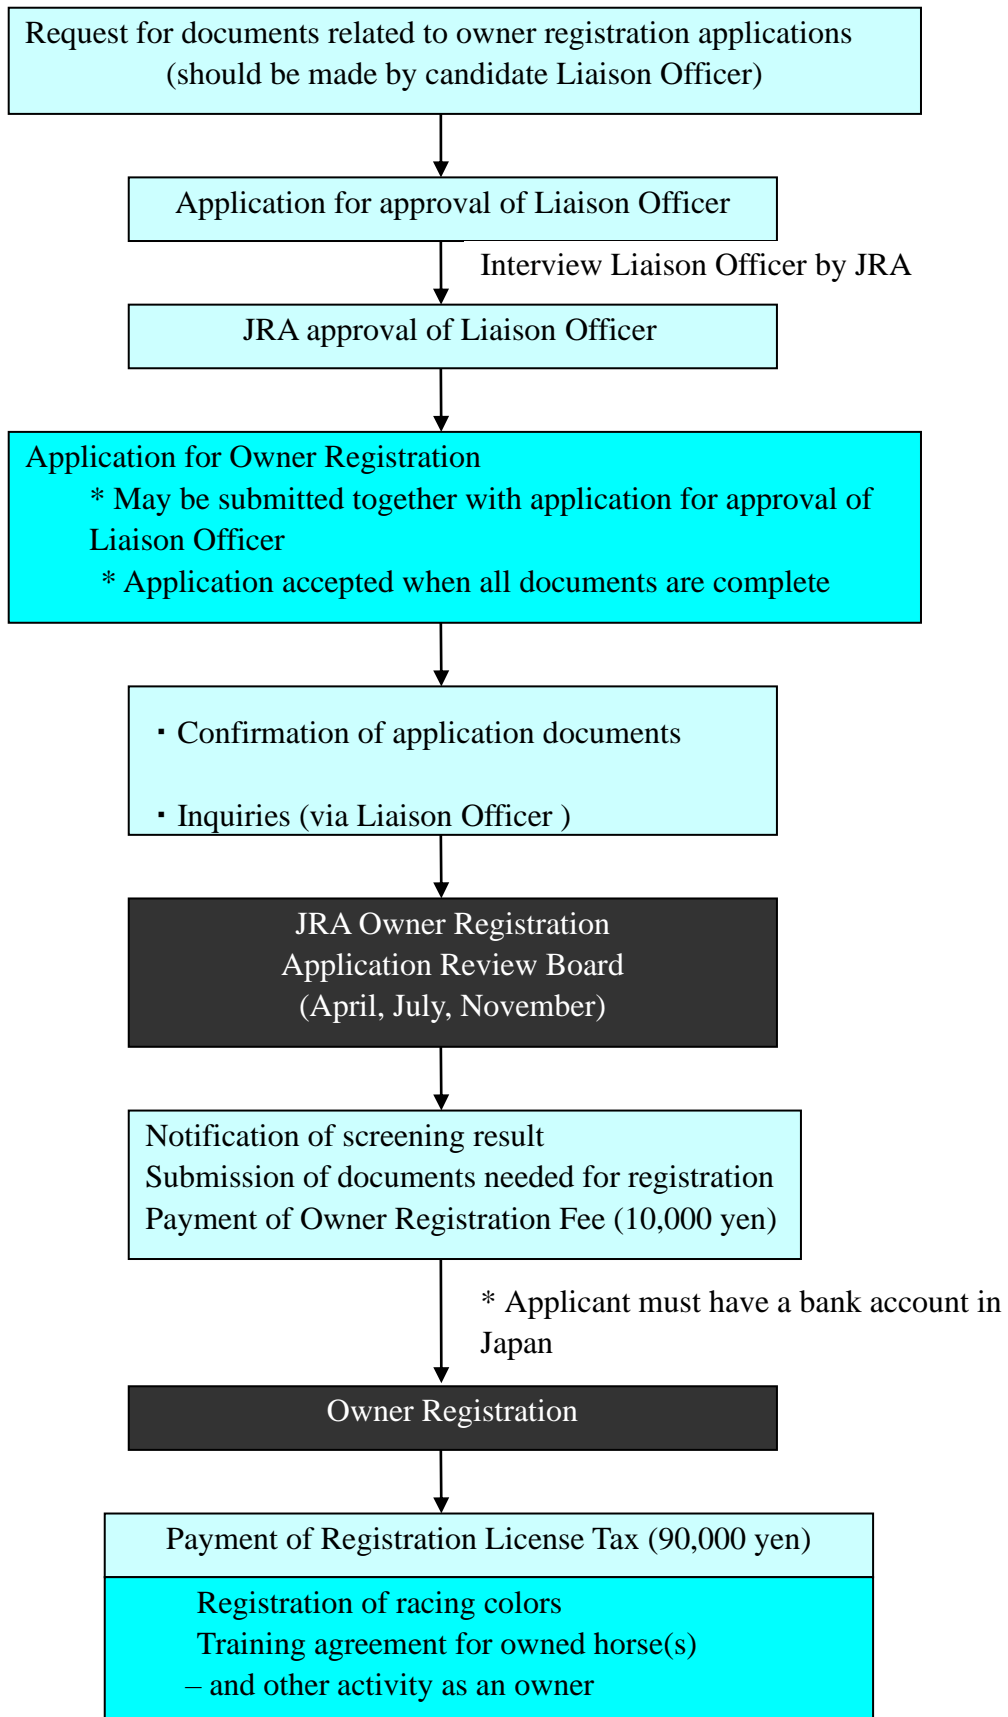 Request for documents related to owner registration applications
(should be made by candidate Liaison Officer)
Application for approval of Liaison Officer
Interview Liaison Officer by JRA
JRA approval of Liaison Officer
Application for Owner Registration
* May be submitted together with application for approval of
Liaison Officer
* Application accepted when all documents are complete
・Confirmation of application documents
・Inquiries (via Liaison Officer )
JRA Owner Registration
Application Review Board
(April, July, November)
Notification of screening result
Submission of documents needed for registration
Payment of Owner Registration Fee (10,000 yen)
* Applicant must have a bank account in
Japan
Owner Registration
Payment of Registration License Tax (90,000 yen)
Registration of racing colors
Training agreement for owned horse(s)
– and other activity as an owner